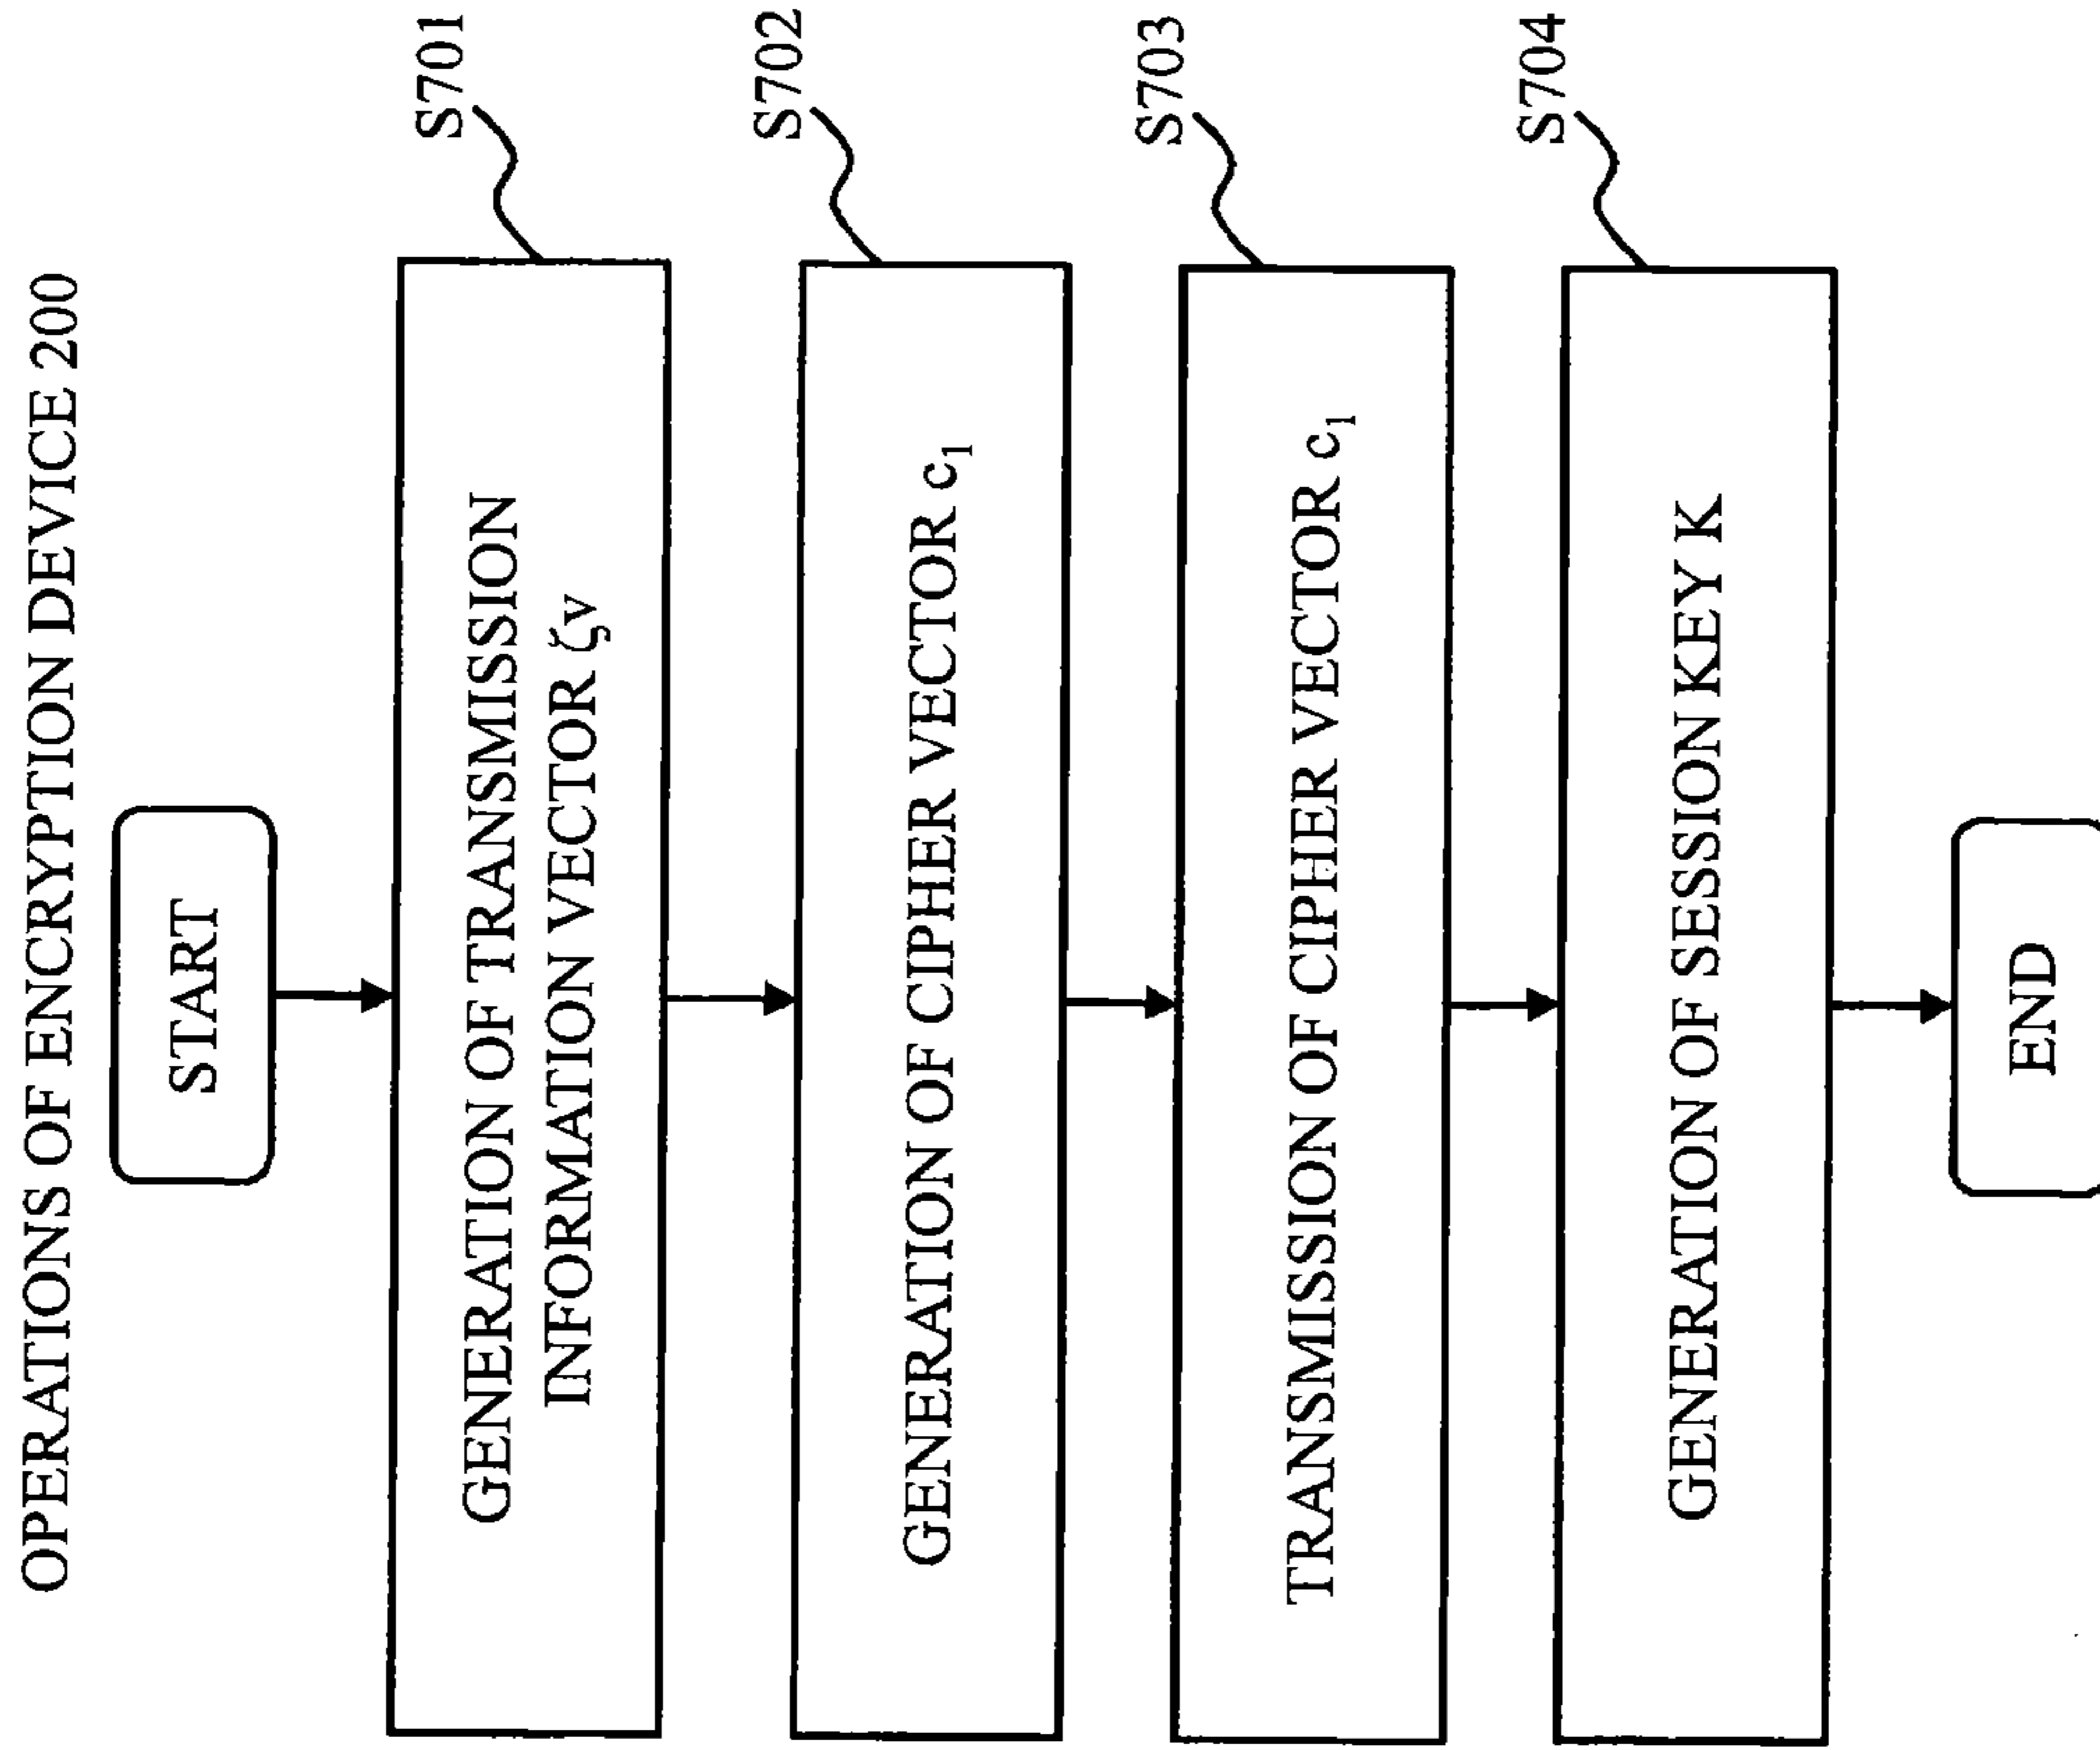 OPERATIONS OF ENCRYPTION DEVICE 200
START
S701
GENERATION OF TRANSMISSION
INFORMATION VECTOR ζv
S702
GENERATION OF CIPHER VECTOR c₁
S703
TRANSMISSION OF CIPHER VECTOR c₁
S704
GENERATION OF SESSION KEY K
END